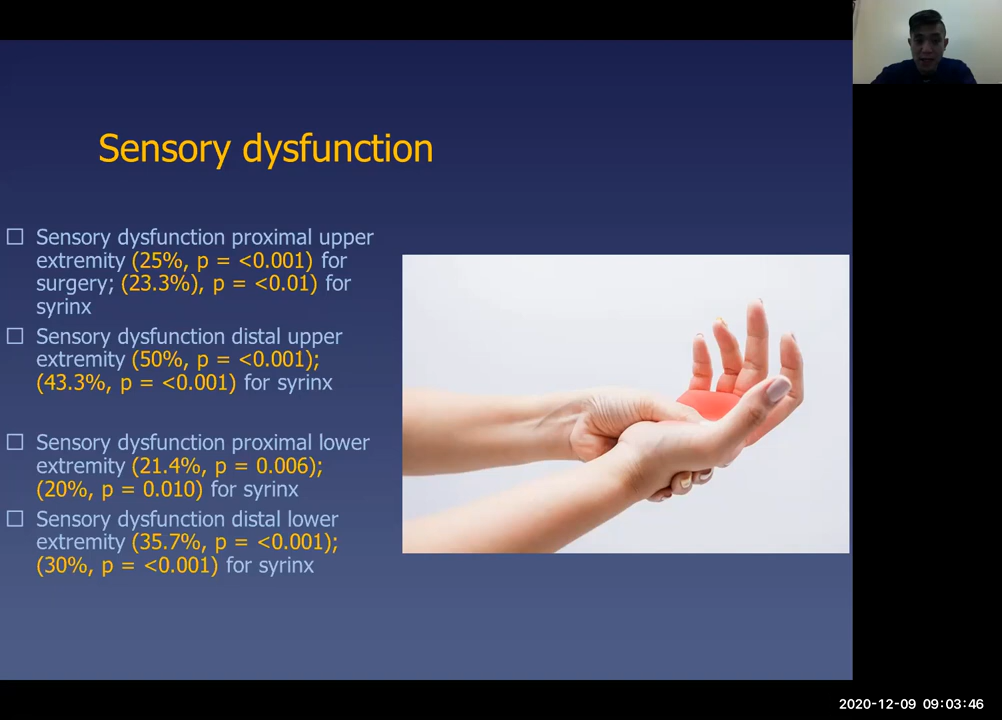 Sensory dysfunction
Sensory dysfunction proximal upper
extremity (25%, p = <0.001) for
surgery; (23.3%), p = <0.01) for
syrinx
Sensory dysfunction distal upper
extremity (50%, p = <0.001);
(43.3%, p = <0.001) for syrinx
Sensory dysfunction proximal lower
extremity (21.4%, p = 0.006);
(20%, p = 0.010) for syrinx
Sensory dysfunction distal lower
extremity (35.7%, p = <0.001);
(30%, p = <0.001) for syrinx
2020-12-09 09:03:46